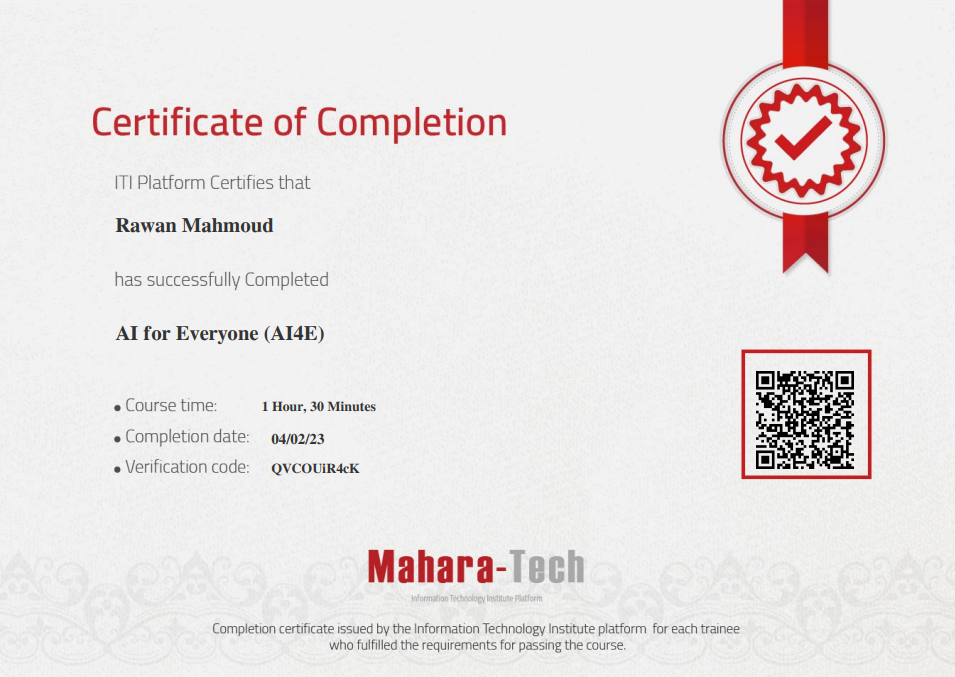 Certificate of Completion
ITI Platform Certifies that
Rawan Mahmoud
has successfully Completed
AI for Everyone (AI4E)
Course time: 1 Hour, 30 Minutes
Completion date: 04/02/23
Verification code: QVCOUiR4cK
Mahara-Tech
Information Technology Institute Platform
Completion certificate issued by the Information Technology Institute platform for each trainee
who fulfilled the requirements for passing the course.